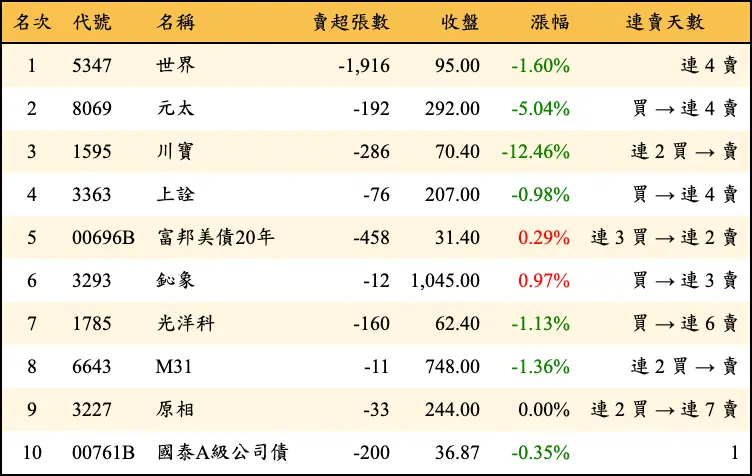 名次 代號 名稱 賣超張數 收盤 漲幅 連賣天數
1 5347 世界 -1,916 95.00 -1.60% 連 4 賣
2 8069 元太 -192 292.00 -5.04% 買 → 連 4 賣
3 1595 川寶 -286 70.40 -12.46% 連 2 買 → 賣
4 3363 上詮 -76 207.00 -0.98% 買 → 連 4 賣
5 00696B 富邦美債20年 -458 31.40 0.29% 連 3 買 → 連 2 賣
6 3293 鈊象 -12 1,045.00 0.97% 買 → 連 3 賣
7 1785 光洋科 -160 62.40 -1.13% 買 → 連 6 賣
8 6643 M31 -11 748.00 -1.36% 連 2 買 → 賣
9 3227 原相 -33 244.00 0.00% 連 2 買 → 連 7 賣
10 00761B 國泰A級公司債 -200 36.87 -0.35% 1